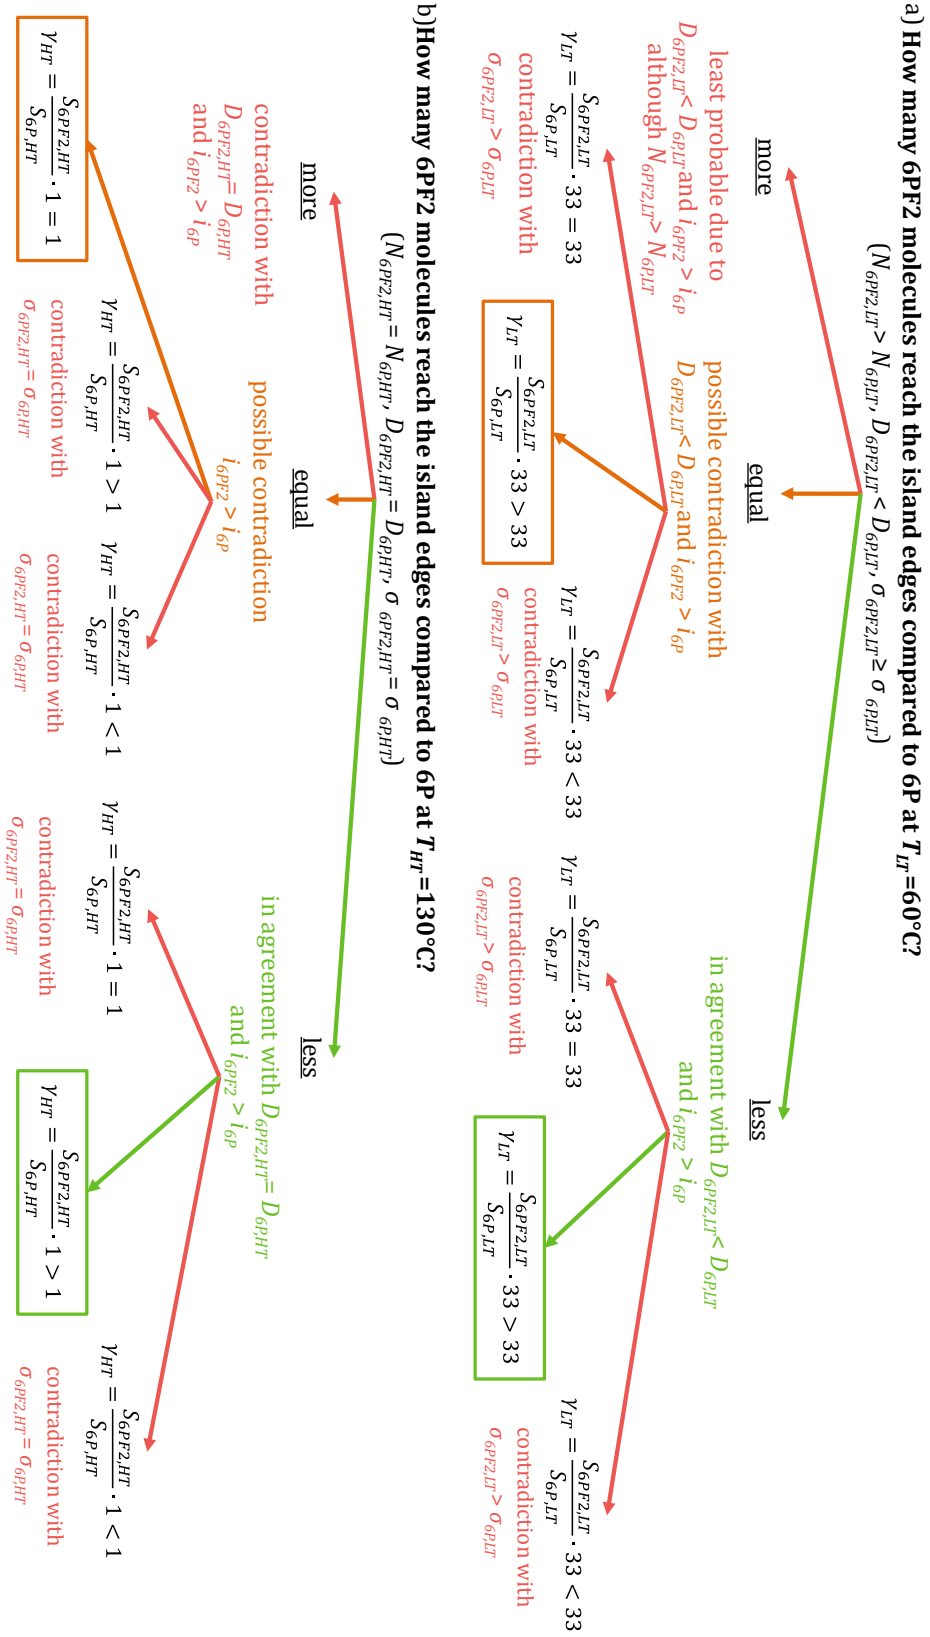 a) How many 6PF2 molecules reach the island edges compared to 6P at T_LT=60°C?
(N_6PF2,LT > N_6P,LT, D_6PF2,LT < D_6P,LT, σ_6PF2,LT ≥ σ_6P,LT)
more
equal
less
least probable due to
D_6PF2,LT < D_6P,LT and i_6PF2 > i_6P
although N_6PF2,LT > N_6P,LT
possible contradiction with
D_6PF2,LT < D_6P,LT and i_6PF2 > i_6P
in agreement with D_6PF2,LT < D_6P,LT
and i_6PF2 > i_6P
γ_LT = S_6PF2,LT / S_6P,LT · 33 = 33
contradiction with
σ_6PF2,LT > σ_6P,LT
γ_LT = S_6PF2,LT / S_6P,LT · 33 > 33
γ_LT = S_6PF2,LT / S_6P,LT · 33 < 33
contradiction with
σ_6PF2,LT > σ_6P,LT
γ_LT = S_6PF2,LT / S_6P,LT · 33 = 33
contradiction with
σ_6PF2,LT > σ_6P,LT
γ_LT = S_6PF2,LT / S_6P,LT · 33 > 33
γ_LT = S_6PF2,LT / S_6P,LT · 33 < 33
contradiction with
σ_6PF2,LT > σ_6P,LT
b)How many 6PF2 molecules reach the island edges compared to 6P at T_HT=130°C?
(N_6PF2,HT = N_6P,HT, D_6PF2,HT = D_6P,HT, σ_6PF2,HT = σ_6P,HT)
more
equal
less
contradiction with
D_6PF2,HT = D_6P,HT
and i_6PF2 > i_6P
possible contradiction
i_6PF2 > i_6P
in agreement with D_6PF2,HT = D_6P,HT
and i_6PF2 > i_6P
γ_HT = S_6PF2,HT / S_6P,HT · 1 = 1
γ_HT = S_6PF2,HT / S_6P,HT · 1 > 1
contradiction with
σ_6PF2,HT = σ_6P,HT
γ_HT = S_6PF2,HT / S_6P,HT · 1 < 1
contradiction with
σ_6PF2,HT = σ_6P,HT
γ_HT = S_6PF2,HT / S_6P,HT · 1 = 1
contradiction with
σ_6PF2,HT = σ_6P,HT
γ_HT = S_6PF2,HT / S_6P,HT · 1 > 1
γ_HT = S_6PF2,HT / S_6P,HT · 1 < 1
contradiction with
σ_6PF2,HT = σ_6P,HT